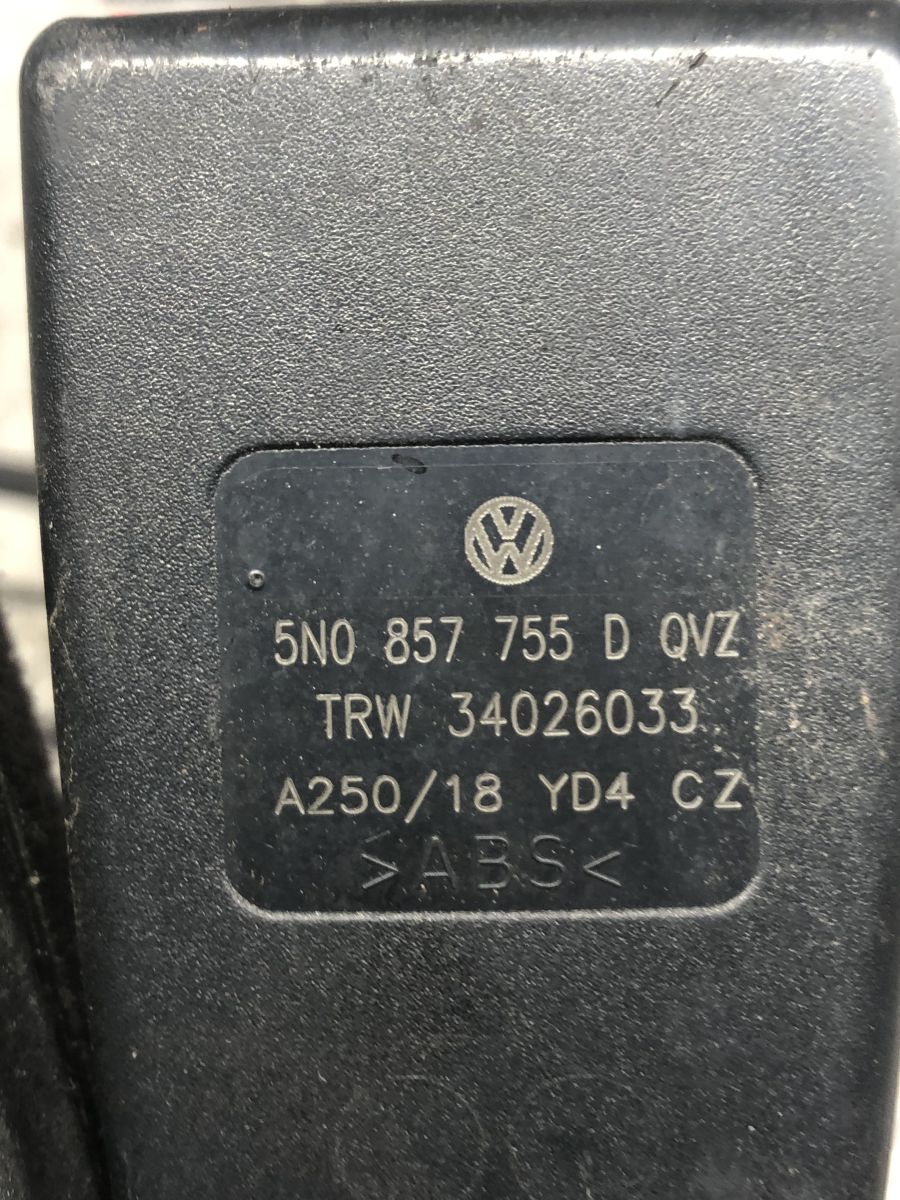 5N0 857 755 D QVZ
TRW 34026033
A250/18 YD4 CZ
>ABS<